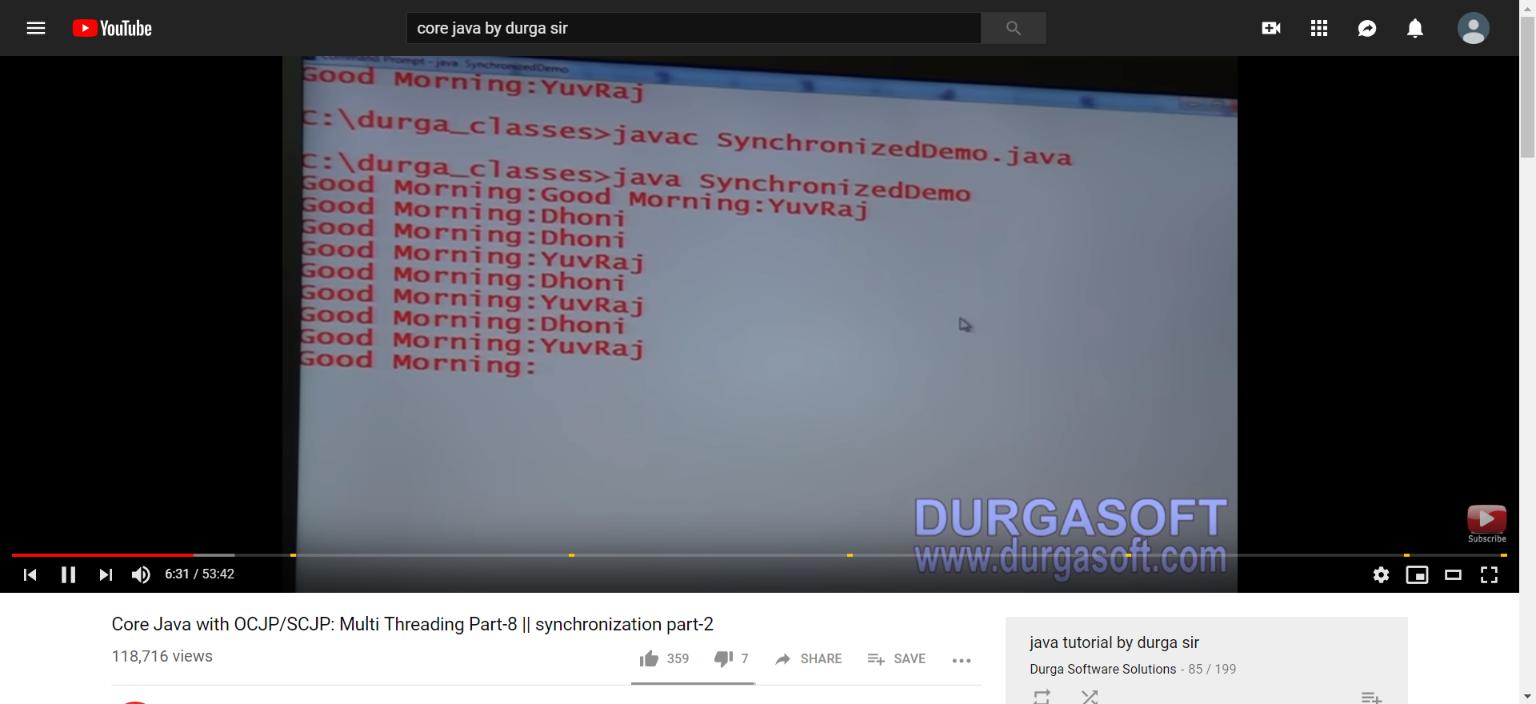 YouTube
core java by durga sir
Command Prompt - java SynchronizedDemo
Good Morning:YuvRaj
C:\durga_classes>javac SynchronizedDemo.java
C:\durga_classes>java SynchronizedDemo
Good Morning:Good Morning:YuvRaj
Good Morning:Dhoni
Good Morning:Dhoni
Good Morning:YuvRaj
Good Morning:Dhoni
Good Morning:YuvRaj
Good Morning:Dhoni
Good Morning:YuvRaj
Good Morning:
DURGASOFT
www.durgasoft.com
Subscribe
6:31 / 53:42
Core Java with OCJP/SCJP: Multi Threading Part-8 || synchronization part-2
118,716 views
359
7
SHARE
SAVE
java tutorial by durga sir
Durga Software Solutions - 85 / 199